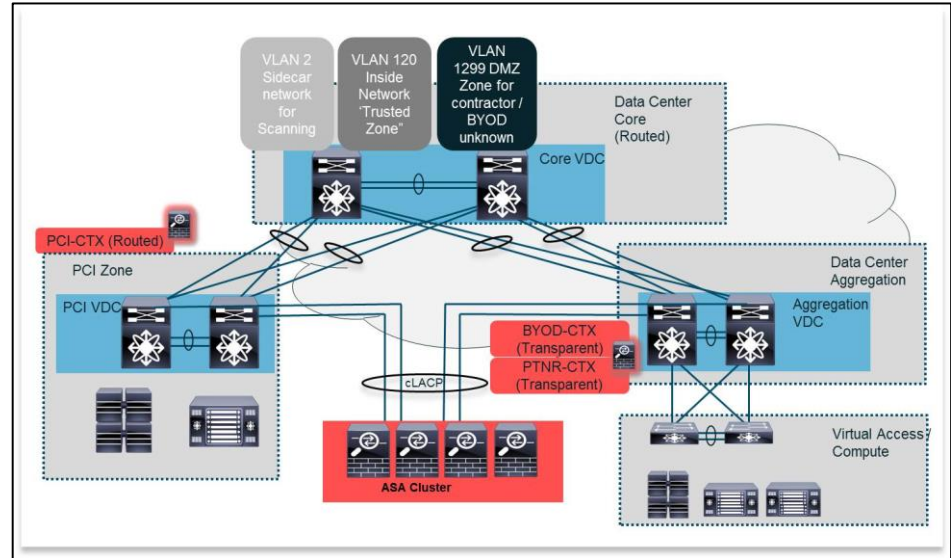 VLAN 2
Sidecar
network
for
Scanning
VLAN 120
Inside
Network
‘Trusted
Zone”
VLAN
1299 DMZ
Zone for
contractor /
BYOD
unknown
Data Center
Core
(Routed)
Core VDC
PCI-CTX (Routed)
PCI Zone
PCI VDC
Data Center
Aggregation
Aggregation
VDC
BYOD-CTX
(Transparent)
PTNR-CTX
(Transparent)
cLACP
ASA Cluster
Virtual Access /
Compute